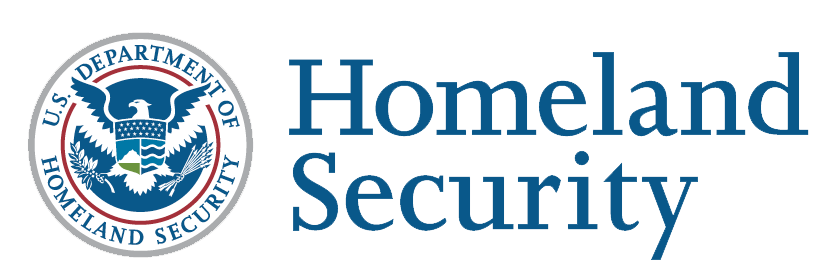 U.S. DEPARTMENT OF
HOMELAND SECURITY
Homeland
Security